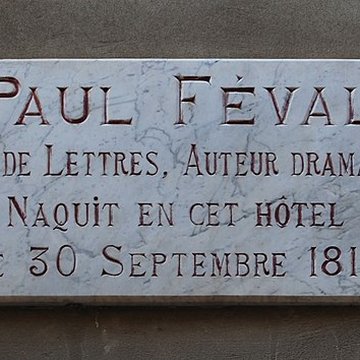 PAUL FÉVAL
DE LETTRES, AUTEUR
NAQUIT EN CET HÔTEL
30 SEPTEMBRE